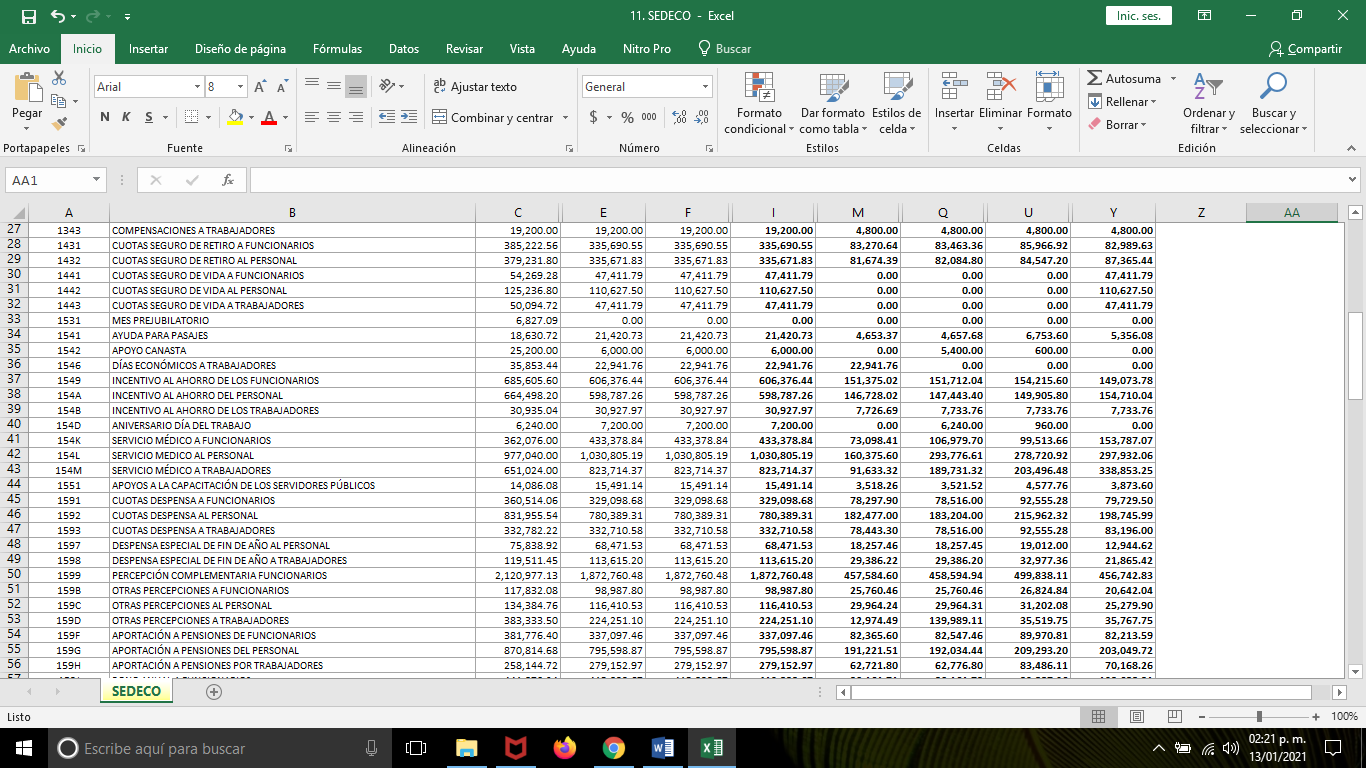 11. SEDECO - Excel
Inic. ses.
Archivo Inicio Insertar Diseño de página Fórmulas Datos Revisar Vista Ayuda Nitro Pro Buscar Compartir
Pegar
Arial 8
N K S
Ajustar texto
Combinar y centrar
General
$ % 000
Formato condicional
Dar formato como tabla
Estilos de celda
Insertar Eliminar Formato
Autosuma
Rellenar
Borrar
Ordenar y filtrar
Buscar y seleccionar
Portapapeles Fuente Alineación Número Estilos Celdas Edición
AA1 fx
A B C E F I M Q U Y Z AA
27 1343 COMPENSACIONES A TRABAJADORES 19,200.00 19,200.00 19,200.00 19,200.00 4,800.00 4,800.00 4,800.00 4,800.00
28 1431 CUOTAS SEGURO DE RETIRO A FUNCIONARIOS 385,222.56 335,690.55 335,690.55 335,690.55 83,270.64 83,463.36 85,966.92 82,989.63
29 1432 CUOTAS SEGURO DE RETIRO AL PERSONAL 379,231.80 335,671.83 335,671.83 335,671.83 81,674.39 82,084.80 84,547.20 87,365.44
30 1441 CUOTAS SEGURO DE VIDA A FUNCIONARIOS 54,269.28 47,411.79 47,411.79 47,411.79 0.00 0.00 0.00 47,411.79
31 1442 CUOTAS SEGURO DE VIDA AL PERSONAL 125,236.80 110,627.50 110,627.50 110,627.50 0.00 0.00 0.00 110,627.50
32 1443 CUOTAS SEGURO DE VIDA A TRABAJADORES 50,094.72 47,411.79 47,411.79 47,411.79 0.00 0.00 0.00 47,411.79
33 1531 MES PREJUBILATORIO 6,827.09 0.00 0.00 0.00 0.00 0.00 0.00 0.00
34 1541 AYUDA PARA PASAJES 18,630.72 21,420.73 21,420.73 21,420.73 4,653.37 4,657.68 6,753.60 5,356.08
35 1542 APOYO CANASTA 25,200.00 6,000.00 6,000.00 6,000.00 0.00 5,400.00 600.00 0.00
36 1546 DÍAS ECONÓMICOS A TRABAJADORES 35,853.44 22,941.76 22,941.76 22,941.76 22,941.76 0.00 0.00 0.00
37 1549 INCENTIVO AL AHORRO DE LOS FUNCIONARIOS 685,605.60 606,376.44 606,376.44 606,376.44 151,375.02 151,712.04 154,215.60 149,073.78
38 154A INCENTIVO AL AHORRO DEL PERSONAL 664,498.20 598,787.26 598,787.26 598,787.26 146,728.02 147,443.40 149,905.80 154,710.04
39 154B INCENTIVO AL AHORRO DE LOS TRABAJADORES 30,935.04 30,927.97 30,927.97 30,927.97 7,726.69 7,733.76 7,733.76 7,733.76
40 154D ANIVERSARIO DÍA DEL TRABAJO 6,240.00 7,200.00 7,200.00 7,200.00 0.00 6,240.00 960.00 0.00
41 154K SERVICIO MÉDICO A FUNCIONARIOS 362,076.00 433,378.84 433,378.84 433,378.84 73,098.41 106,979.70 99,513.66 153,787.07
42 154L SERVICIO MEDICO AL PERSONAL 977,040.00 1,030,805.19 1,030,805.19 1,030,805.19 160,375.60 293,776.61 278,720.92 297,932.06
43 154M SERVICIO MÉDICO A TRABAJADORES 651,024.00 823,714.37 823,714.37 823,714.37 91,633.32 189,731.32 203,496.48 338,853.25
44 1551 APOYOS A LA CAPACITACIÓN DE LOS SERVIDORES PÚBLICOS 14,086.08 15,491.14 15,491.14 15,491.14 3,518.26 3,521.52 4,577.76 3,873.60
45 1591 CUOTAS DESPENSA A FUNCIONARIOS 360,514.06 329,098.68 329,098.68 329,098.68 78,297.90 78,516.00 92,555.28 79,729.50
46 1592 CUOTAS DESPENSA AL PERSONAL 831,955.54 780,389.31 780,389.31 780,389.31 182,477.00 183,204.00 215,962.32 198,745.99
47 1593 CUOTAS DESPENSA A TRABAJADORES 332,782.22 332,710.58 332,710.58 332,710.58 78,443.30 78,516.00 92,555.28 83,196.00
48 1597 DESPENSA ESPECIAL DE FIN DE AÑO AL PERSONAL 75,838.92 68,471.53 68,471.53 68,471.53 18,257.46 18,257.45 19,012.00 12,944.62
49 1598 DESPENSA ESPECIAL DE FIN DE AÑO A TRABAJADORES 119,511.45 113,615.20 113,615.20 113,615.20 29,386.22 29,386.20 32,977.36 21,865.42
50 1599 PERCEPCIÓN COMPLEMENTARIA FUNCIONARIOS 2,120,977.13 1,872,760.48 1,872,760.48 1,872,760.48 457,584.60 458,594.94 499,838.11 456,742.83
51 159B OTRAS PERCEPCIONES A FUNCIONARIOS 117,832.08 98,987.80 98,987.80 98,987.80 25,760.46 25,760.46 26,824.84 20,642.04
52 159C OTRAS PERCEPCIONES AL PERSONAL 134,384.76 116,410.53 116,410.53 116,410.53 29,964.24 29,964.31 31,202.08 25,279.90
53 159D OTRAS PERCEPCIONES A TRABAJADORES 383,333.50 224,251.10 224,251.10 224,251.10 12,974.49 139,989.11 35,519.75 35,767.75
54 159F APORTACIÓN A PENSIONES DE FUNCIONARIOS 381,776.40 337,097.46 337,097.46 337,097.46 82,365.60 82,547.46 89,970.81 82,213.59
55 159G APORTACIÓN A PENSIONES DEL PERSONAL 870,814.68 795,598.87 795,598.87 795,598.87 191,221.51 192,034.44 209,293.20 203,049.72
56 159H APORTACIÓN A PENSIONES POR TRABAJADORES 258,144.72 279,152.97 279,152.97 279,152.97 62,721.80 62,776.80 83,486.11 70,168.26
SEDECO
Listo 100%
Escribe aquí para buscar
02:21 p. m.
13/01/2021